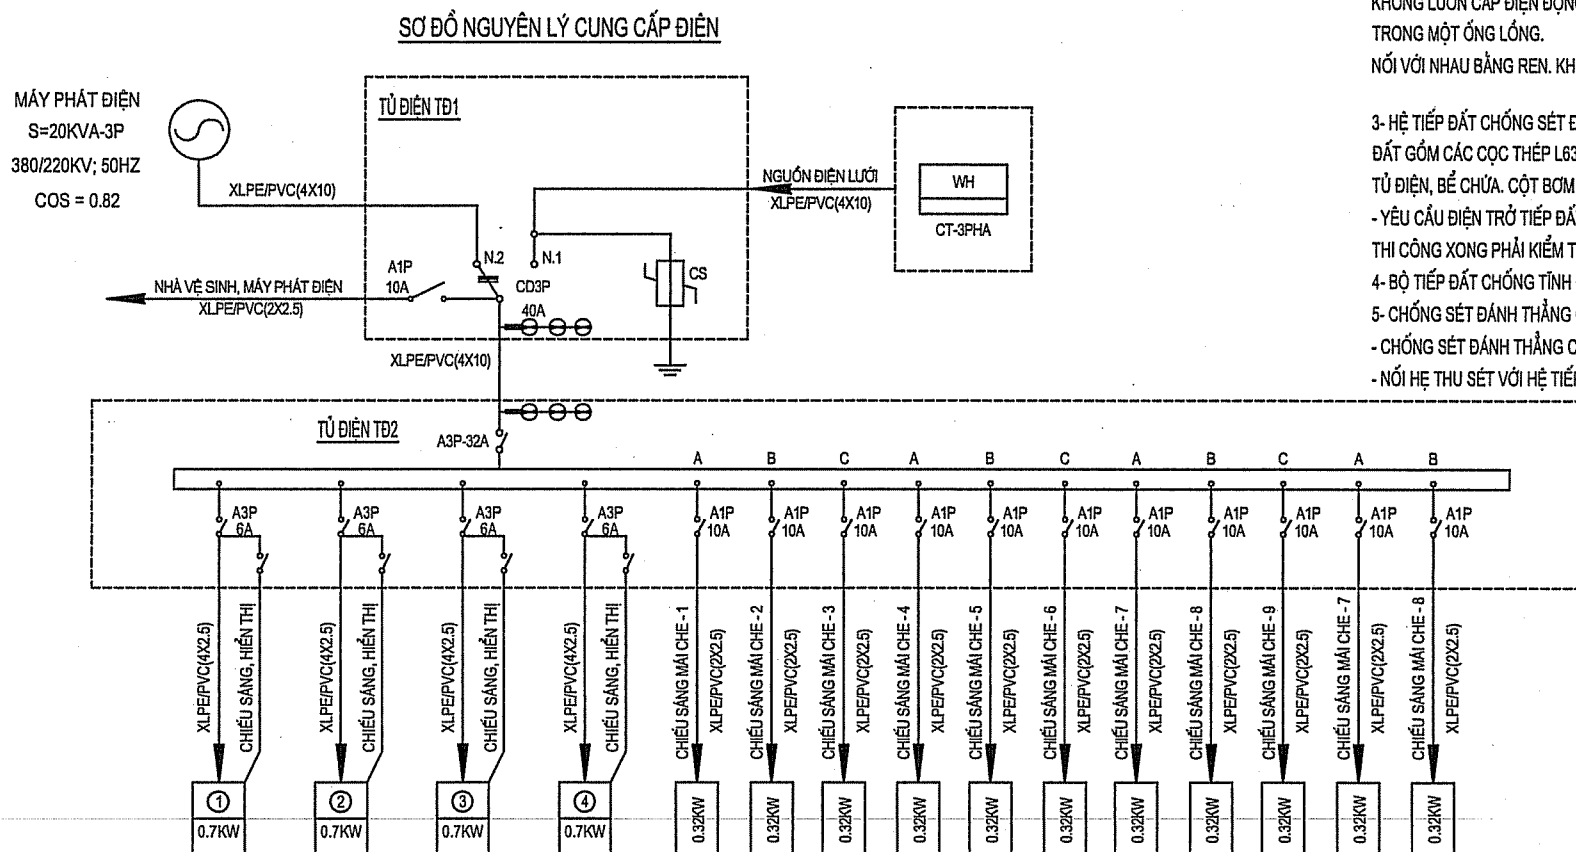 SƠ ĐỒ NGUYÊN LÝ CUNG CẤP ĐIỆN
MÁY PHÁT ĐIỆN
S=20KVA-3P
380/220KV; 50HZ
COS = 0.82
XLPE/PVC(4X10)
TỦ ĐIỆN TĐ1
NGUỒN ĐIỆN LƯỚI
XLPE/PVC(4X10)
WH
CT-3PHA
N.2
N.1
CD3P
40A
CS
A1P
10A
NHÀ VỆ SINH, MÁY PHÁT ĐIỆN
XLPE/PVC(2X2.5)
XLPE/PVC(4X10)
TRONG MỘT ỐNG LỒNG.
NỐI VỚI NHAU BẰNG REN. KH
3- HỆ TIẾP ĐẤT CHỐNG SÉT Đ
ĐẤT GỒM CÁC CỌC THÉP L63
TỦ ĐIỆN, BỂ CHỨA. CỘT BƠM
- YÊU CẦU ĐIỆN TRỞ TIẾP ĐẤ
THI CÔNG XONG PHẢI KIỂM T
4- BỘ TIẾP ĐẤT CHỐNG TĨNH
5- CHỐNG SÉT ĐÁNH THẲNG
- CHỐNG SÉT ĐÁNH THẲNG C
- NỐI HẸ THU SÉT VỚI HỆ TIẾP
TỦ ĐIỆN TĐ2
A3P-32A
A B C A B C A B C A B
A3P
6A
A3P
6A
A3P
6A
A3P
6A
A1P
10A
A1P
10A
A1P
10A
A1P
10A
A1P
10A
A1P
10A
A1P
10A
A1P
10A
A1P
10A
A1P
10A
A1P
10A
XLPE/PVC(4X2.5)
CHIẾU SÁNG, HIỂN THỊ
XLPE/PVC(4X2.5)
CHIẾU SÁNG, HIỂN THỊ
XLPE/PVC(4X2.5)
CHIẾU SÁNG, HIỂN THỊ
XLPE/PVC(4X2.5)
CHIẾU SÁNG, HIỂN THỊ
CHIẾU SÁNG MÁI CHE - 1
XLPE/PVC(2X2.5)
CHIẾU SÁNG MÁI CHE - 2
XLPE/PVC(2X2.5)
CHIẾU SÁNG MÁI CHE - 3
XLPE/PVC(2X2.5)
CHIẾU SÁNG MÁI CHE - 4
XLPE/PVC(2X2.5)
CHIẾU SÁNG MÁI CHE - 5
XLPE/PVC(2X2.5)
CHIẾU SÁNG MÁI CHE - 6
XLPE/PVC(2X2.5)
CHIẾU SÁNG MÁI CHE - 7
XLPE/PVC(2X2.5)
CHIẾU SÁNG MÁI CHE - 8
XLPE/PVC(2X2.5)
CHIẾU SÁNG MÁI CHE - 9
XLPE/PVC(2X2.5)
CHIẾU SÁNG MÁI CHE - 7
XLPE/PVC(2X2.5)
CHIẾU SÁNG MÁI CHE - 8
XLPE/PVC(2X2.5)
1
0.7KW
2
0.7KW
3
0.7KW
4
0.7KW
0.32KW
0.32KW
0.32KW
0.32KW
0.32KW
0.32KW
0.32KW
0.32KW
0.32KW
0.32KW
0.32KW